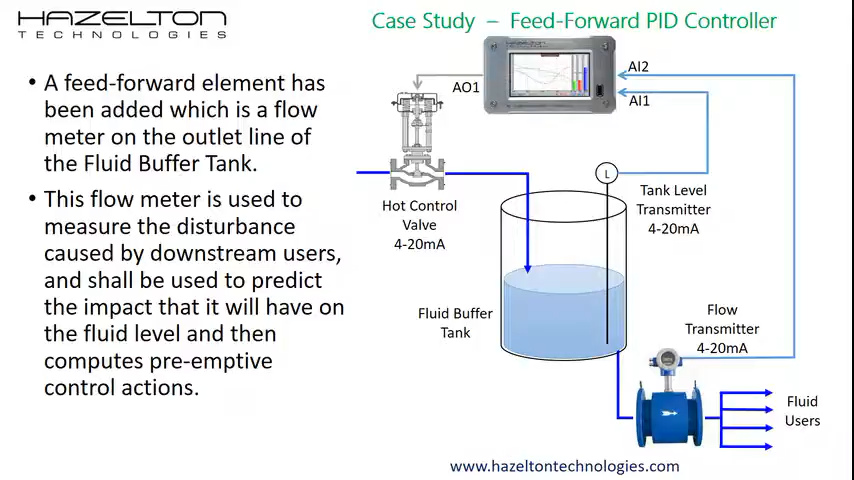 HAZELTON
TECHNOLOGIES
Case Study – Feed-Forward PID Controller
• A feed-forward element has
been added which is a flow
meter on the outlet line of
the Fluid Buffer Tank.
• This flow meter is used to
measure the disturbance
caused by downstream users,
and shall be used to predict
the impact that it will have on
the fluid level and then
computes pre-emptive
control actions.
AO1
AI2
AI1
L
Hot Control
Valve
4-20mA
Tank Level
Transmitter
4-20mA
Fluid Buffer
Tank
Flow
Transmitter
4-20mA
Fluid
Users
www.hazeltontechnologies.com